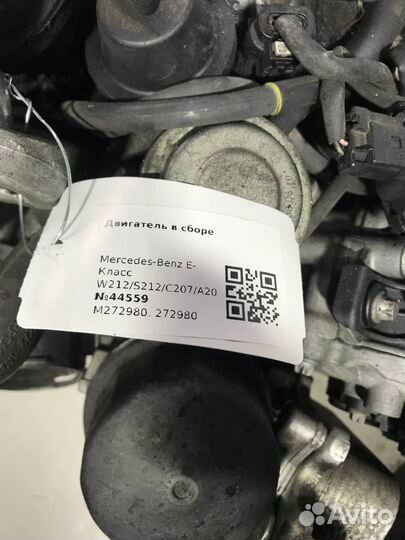 Двигатель в сборе
Mercedes-Benz E-
Класс
W212/S212/C207/A20
№44559
M272980, 272980
Avito